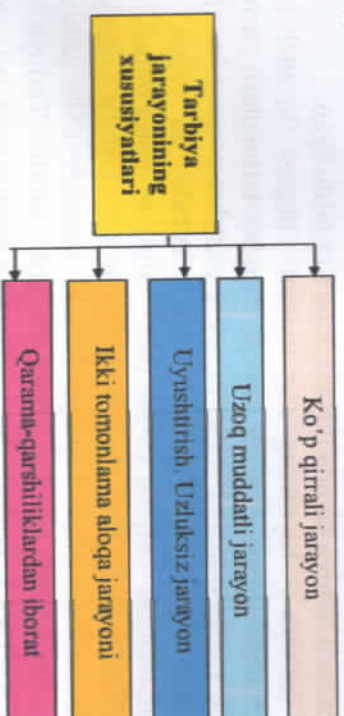 Tarbiya
jarayonining
xususiyatlari
Ko'p qirrali jarayon
Uzoq muddatli jarayon
Uyushtirish. Uzluksiz jarayon
Ikki tomonlama aloqa jarayoni
Qarama-qarshiliklardan iborat